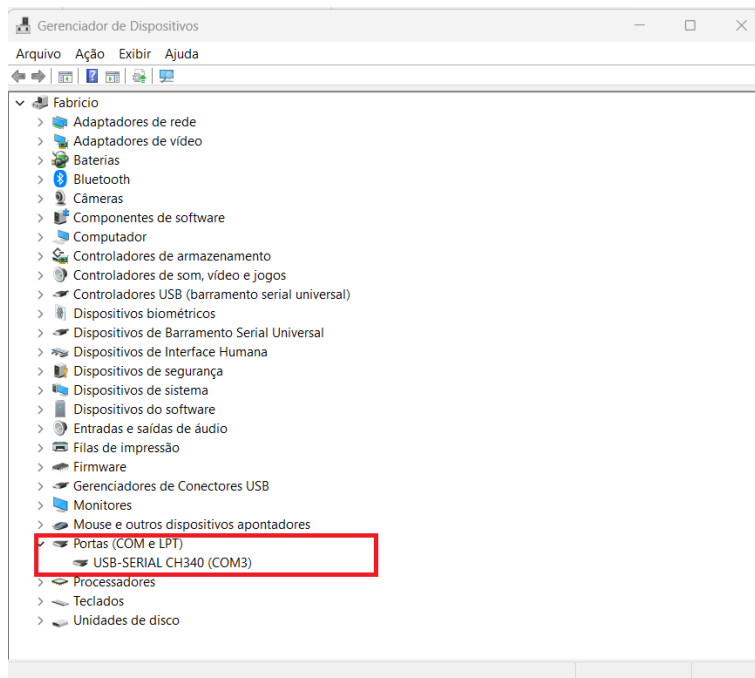 Gerenciador de Dispositivos
Arquivo Ação Exibir Ajuda
Fabricio
Adaptadores de rede
Adaptadores de vídeo
Baterias
Bluetooth
Câmeras
Componentes de software
Computador
Controladores de armazenamento
Controladores de som, vídeo e jogos
Controladores USB (barramento serial universal)
Dispositivos biométricos
Dispositivos de Barramento Serial Universal
Dispositivos de Interface Humana
Dispositivos de segurança
Dispositivos de sistema
Dispositivos do software
Entradas e saídas de áudio
Filas de impressão
Firmware
Gerenciadores de Conectores USB
Monitores
Mouse e outros dispositivos apontadores
Portas (COM e LPT)
USB-SERIAL CH340 (COM3)
Processadores
Teclados
Unidades de disco